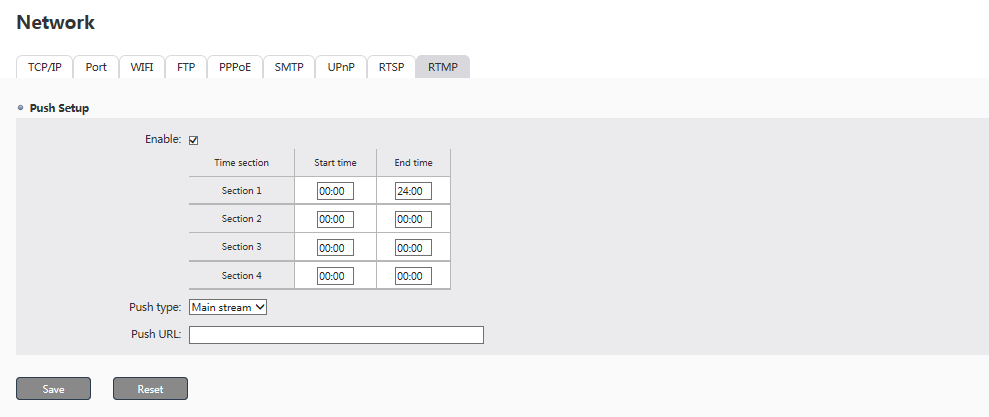 Network
TCP/IP Port WIFI FTP PPPoE SMTP UPnP RTSP RTMP
Push Setup
Enable:
Time section Start time End time
Section 1 00:00 24:00
Section 2 00:00 00:00
Section 3 00:00 00:00
Section 4 00:00 00:00
Push type: Main stream
Push URL:
Save Reset